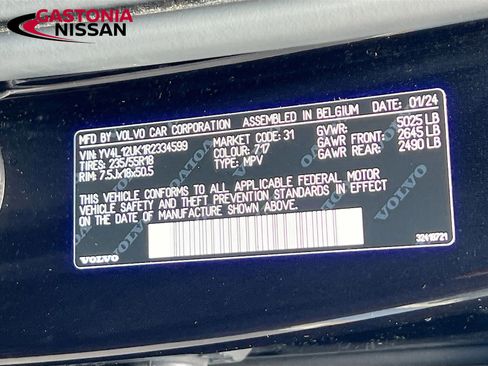 GASTONIA
NISSAN
MFD BY VOLVO CAR CORPORATION ASSEMBLED IN BELGIUM DATE: 01/24
VIN: YV4L12UK1R2334599 MARKET CODE: 31 GVWR: 5025 LB
TIRES: 235/55R18 COLOUR: 717 GAWR FRONT: 2645 LB
RIM: 7.5Jx18x50.5 TYPE: MPV GAWR REAR: 2490 LB
THIS VEHICLE CONFORMS TO ALL APPLICABLE FEDERAL MOTOR
VEHICLE SAFETY AND THEFT PREVENTION STANDARDS IN EFFECT ON THE
DATE OF MANUFACTURE SHOWN ABOVE.
VOLVO 32419721